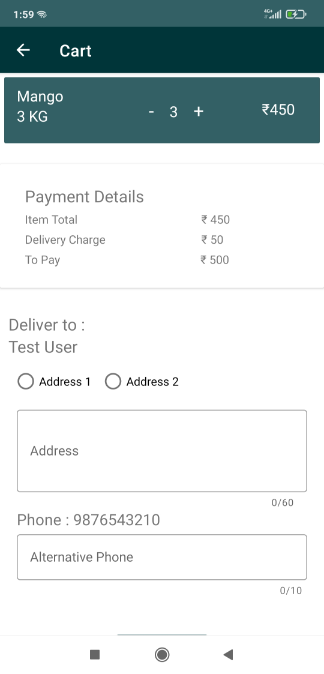 1:59
Cart
Mango
3 KG
- 3 +
₹450
Payment Details
Item Total ₹ 450
Delivery Charge ₹ 50
To Pay ₹ 500
Deliver to :
Test User
Address 1 Address 2
Address
0/60
Phone : 9876543210
Alternative Phone
0/10